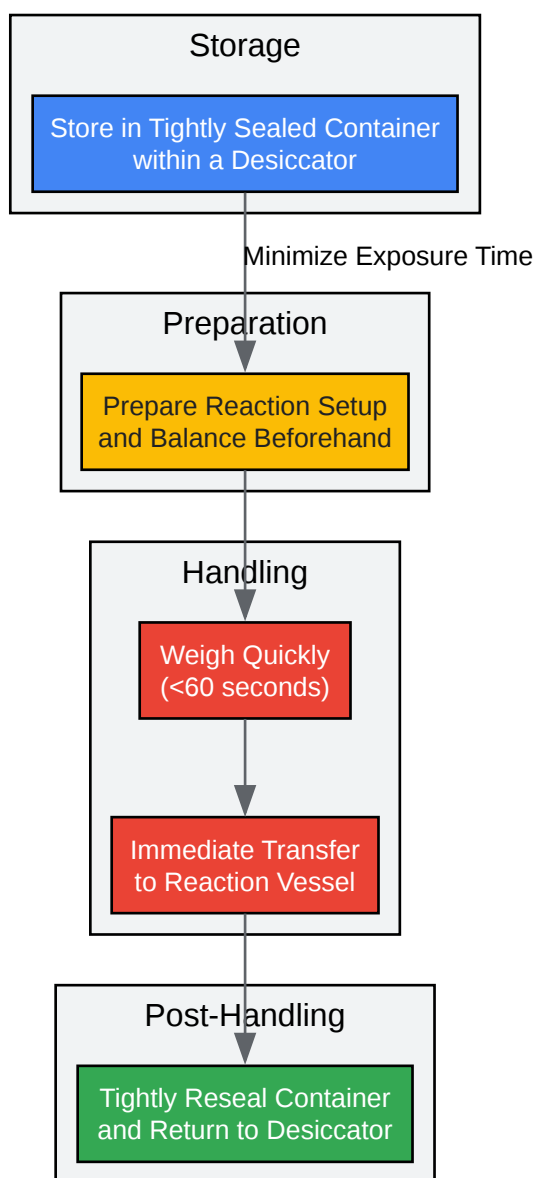 Storage
Store in Tightly Sealed Container
within a Desiccator
Minimize Exposure Time
Preparation
Prepare Reaction Setup
and Balance Beforehand
Handling
Weigh Quickly
(<60 seconds)
Immediate Transfer
to Reaction Vessel
Post-Handling
Tightly Reseal Container
and Return to Desiccator